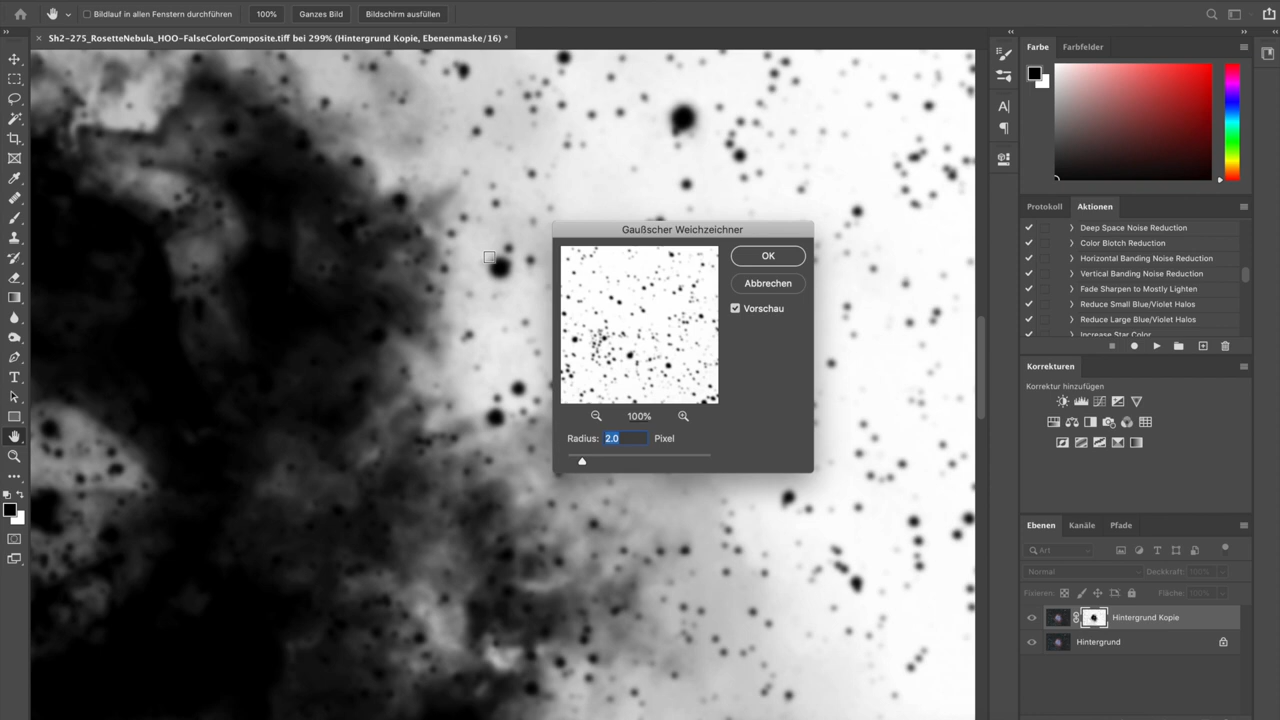 Bildlauf in allen Fenstern durchführen
100%
Ganzes Bild
Bildschirm ausfüllen
Sh2-275_RosetteNebula_HOO-FalseColorComposite.tiff bei 299% (Hintergrund Kopie, Ebenenmaske/16) *
Farbe
Farbfelder
Protokoll
Aktionen
Deep Space Noise Reduction
Color Blotch Reduction
Horizontal Banding Noise Reduction
Vertical Banding Noise Reduction
Fade Sharpen to Mostly Lighten
Reduce Small Blue/Violet Halos
Reduce Large Blue/Violet Halos
Increase Star Color
Gaußscher Weichzeichner
OK
Abbrechen
Vorschau
100%
Radius: 2.0 Pixel
Korrekturen
Korrektur hinzufügen
Ebenen
Kanäle
Pfade
Art
Normal
Deckkraft: 100%
Fixieren:
Fläche: 100%
Hintergrund Kopie
Hintergrund